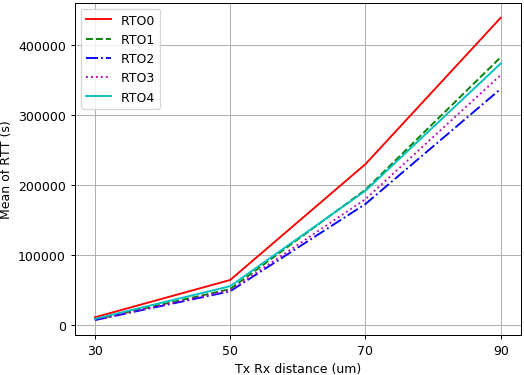 RTO0
RTO1
RTO2
RTO3
RTO4
400000
300000
200000
100000
0
Mean of RTT (s)
30 50 70 90
Tx Rx distance (um)